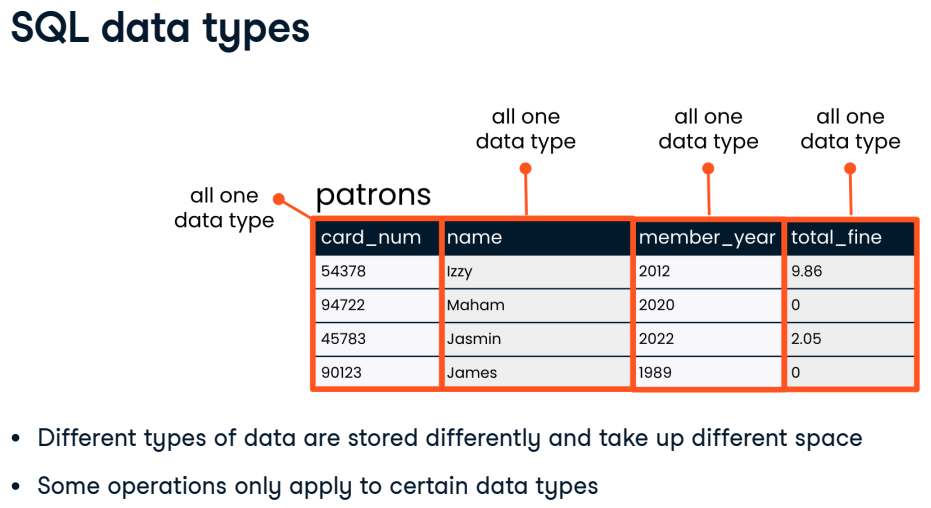 SQL data types
all one
data type
all one
data type
all one
data type
all one
data type
patrons
card_num name member_year total_fine
54378 Izzy 2012 9.86
94722 Maham 2020 0
45783 Jasmin 2022 2.05
90123 James 1989 0
• Different types of data are stored differently and take up different space
• Some operations only apply to certain data types